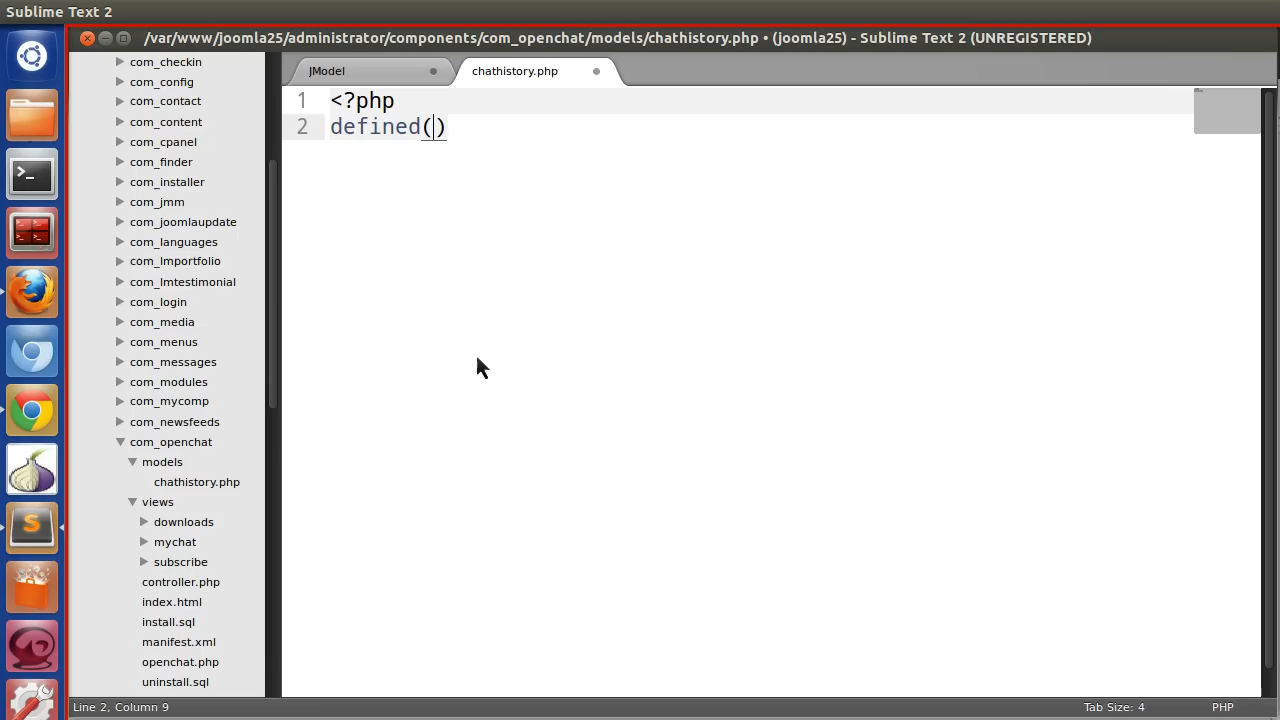 Sublime Text 2
/var/www/joomla25/administrator/components/com_openchat/models/chathistory.php • (joomla25) - Sublime Text 2 (UNREGISTERED)
com_checkin
com_config
com_contact
com_content
com_cpanel
com_finder
com_installer
com_jmm
com_joomlaupdate
com_languages
com_lmportfolio
com_lmtestimonial
com_login
com_media
com_menus
com_messages
com_modules
com_mycomp
com_newsfeeds
com_openchat
models
chathistory.php
views
downloads
mychat
subscribe
controller.php
index.html
install.sql
manifest.xml
openchat.php
uninstall.sql
JModel
chathistory.php
1 <?php
2 defined()
Line 2, Column 9
Tab Size: 4
PHP